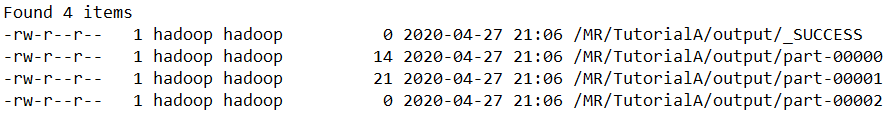 Found 4 items
-rw-r--r--   1 hadoop hadoop          0 2020-04-27 21:06 /MR/TutorialA/output/_SUCCESS
-rw-r--r--   1 hadoop hadoop         14 2020-04-27 21:06 /MR/TutorialA/output/part-00000
-rw-r--r--   1 hadoop hadoop         21 2020-04-27 21:06 /MR/TutorialA/output/part-00001
-rw-r--r--   1 hadoop hadoop          0 2020-04-27 21:06 /MR/TutorialA/output/part-00002